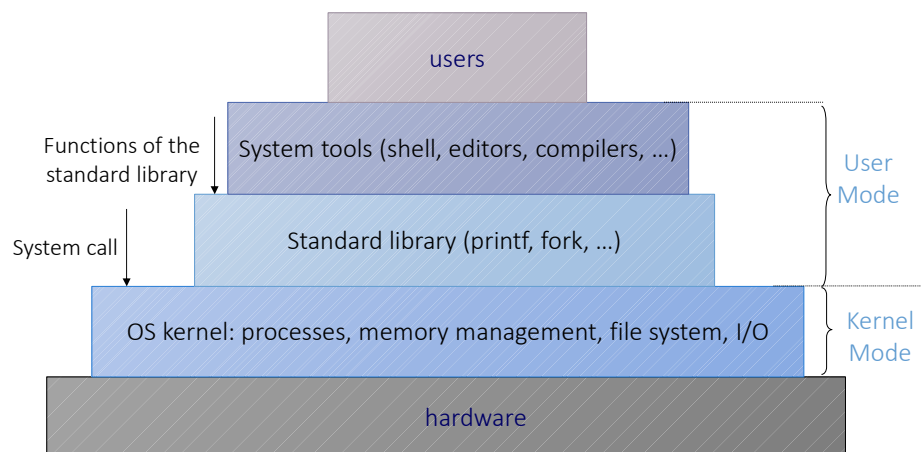 users
Functions of the
standard library
System tools (shell, editors, compilers, …)
User
Mode
System call
Standard library (printf, fork, …)
OS kernel: processes, memory management, file system, I/O
Kernel
Mode
hardware